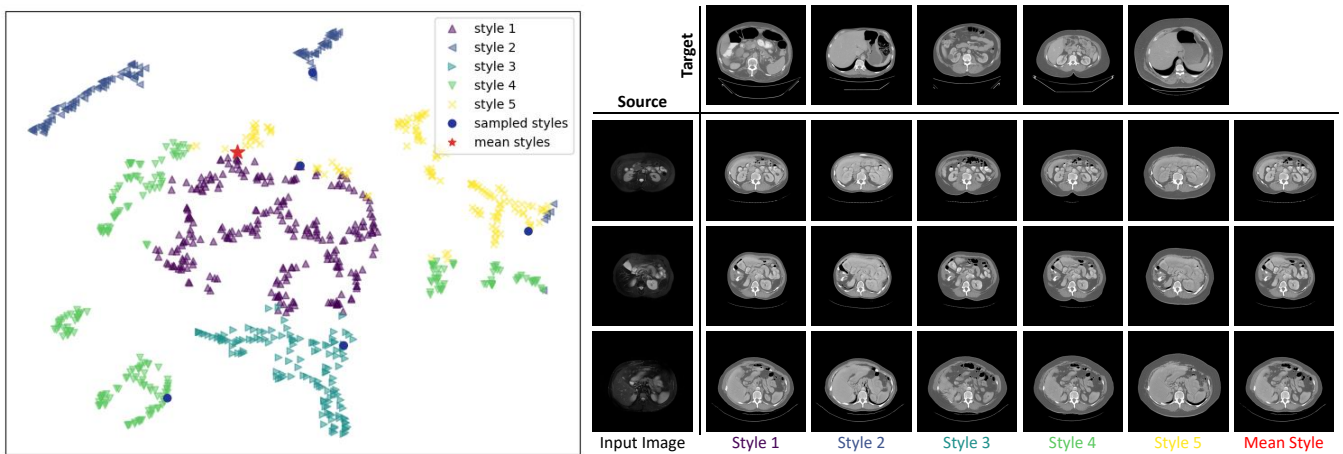 style 1
style 2
style 3
style 4
style 5
sampled styles
mean styles
Target
Source
Input Image
Style 1
Style 2
Style 3
Style 4
Style 5
Mean Style